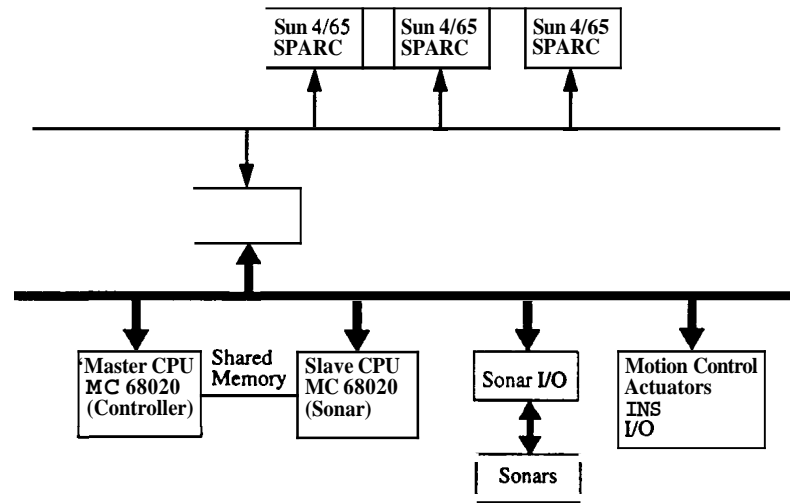 Sun 4/65
SPARC
Sun 4/65
SPARC
Sun 4/65
SPARC
Master CPU
MC 68020
(Controller)
Shared
Memory
Slave CPU
MC 68020
(Sonar)
Sonar I/O
Sonars
Motion Control
Actuators
INS
I/O